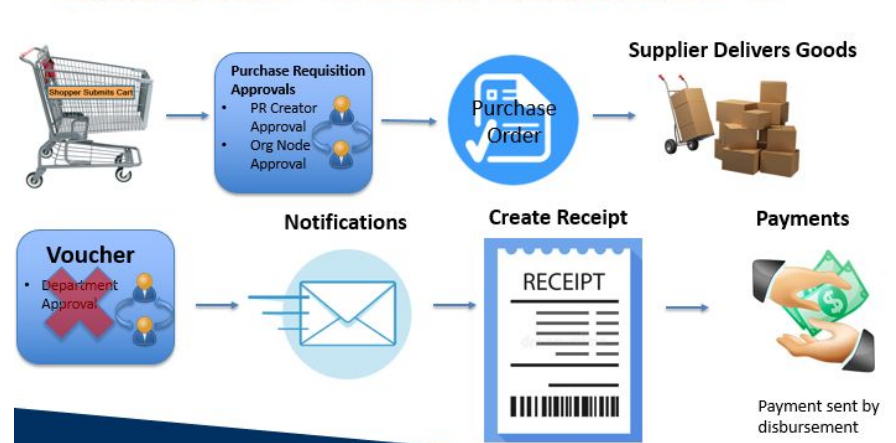 Shopper Submits Cart
Purchase Requisition
Approvals
• PR Creator
Approval
• Org Node
Approval
Purchase
Order
Supplier Delivers Goods
Voucher
• Department
Approval
Notifications
Create Receipt
RECEIPT
Payments
Payment sent by
disbursement